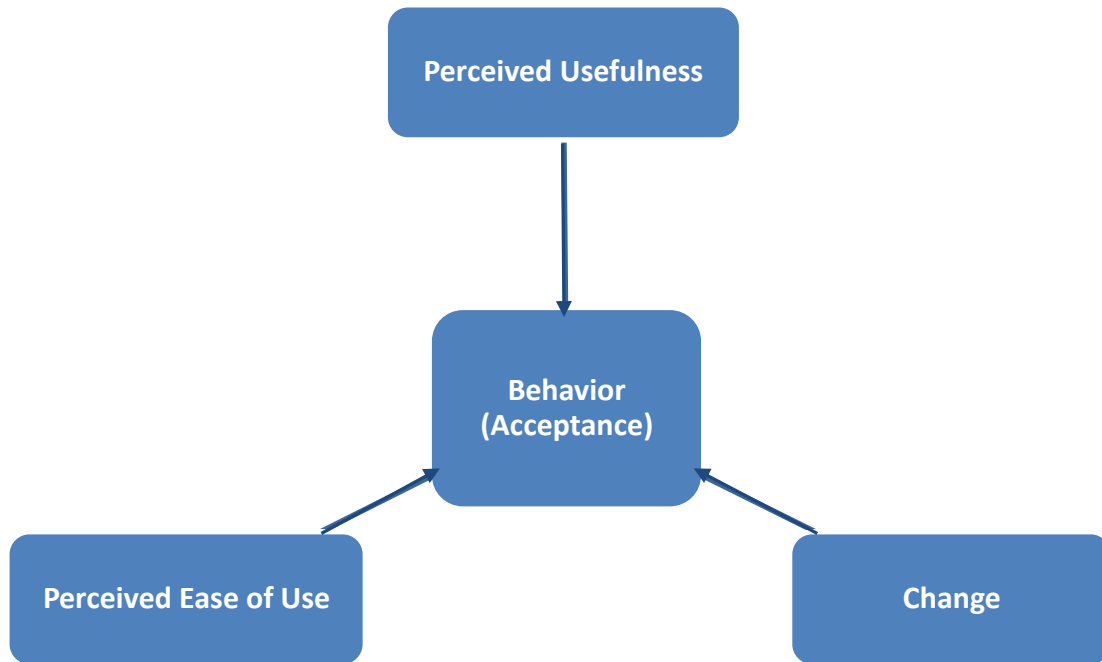 Perceived Usefulness
Behavior
(Acceptance)
Perceived Ease of Use
Change